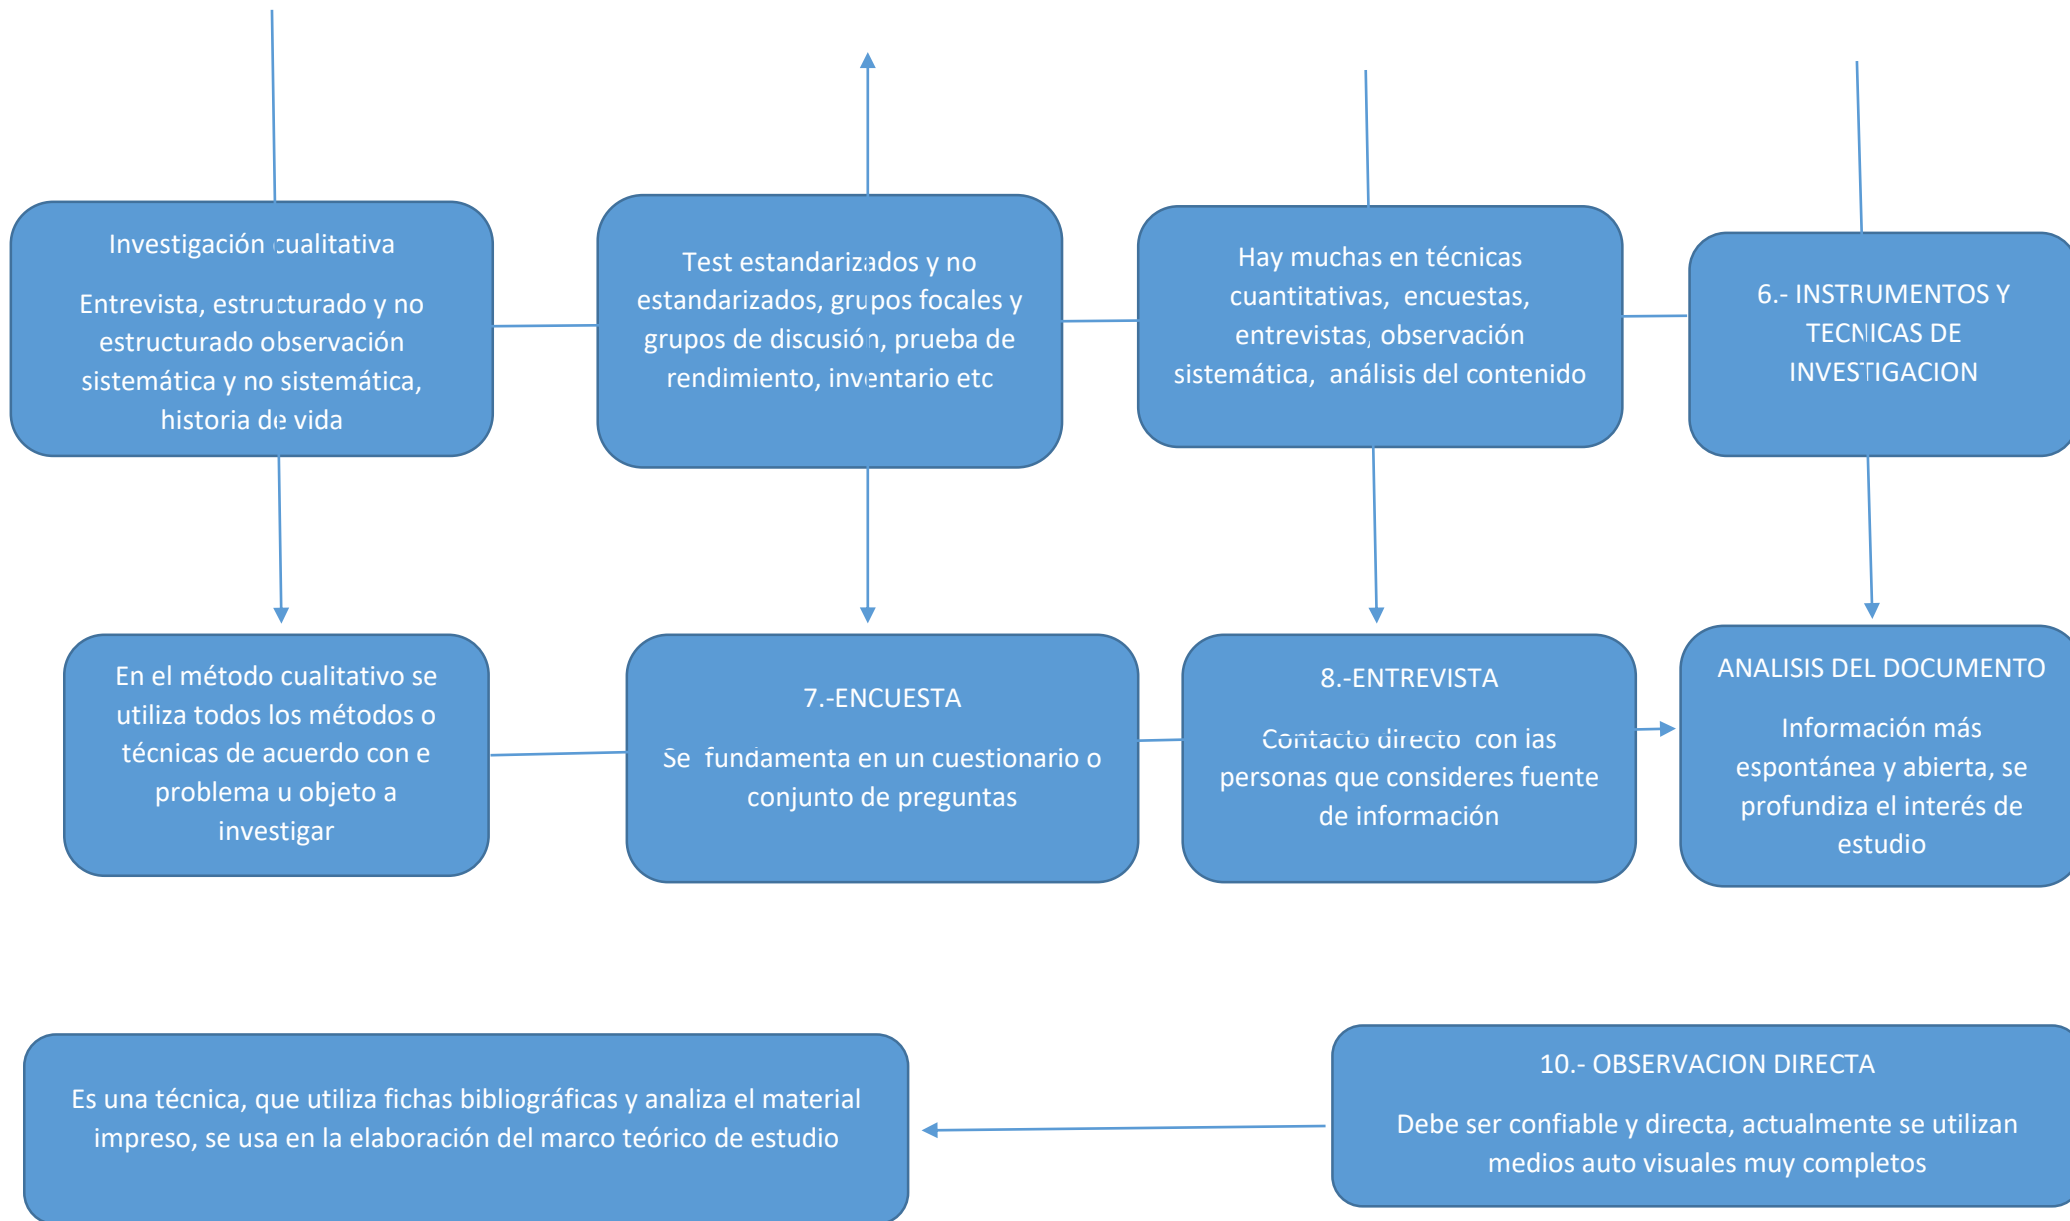 Investigación cualitativa
Entrevista, estructurado y no
estructurado observación
sistemática y no sistemática,
historia de vida
Test estandarizados y no
estandarizados, grupos focales y
grupos de discusión, prueba de
rendimiento, inventario etc
Hay muchas en técnicas
cuantitativas, encuestas,
entrevistas, observación
sistemática, análisis del contenido
6.- INSTRUMENTOS Y
TECNICAS DE
INVESTIGACION
En el método cualitativo se
utiliza todos los métodos o
técnicas de acuerdo con e
problema u objeto a
investigar
7.-ENCUESTA
Se fundamenta en un cuestionario o
conjunto de preguntas
8.-ENTREVISTA
Contacto directo con las
personas que consideres fuente
de información
ANALISIS DEL DOCUMENTO
Información más
espontánea y abierta, se
profundiza el interés de
estudio
Es una técnica, que utiliza fichas bibliográficas y analiza el material
impreso, se usa en la elaboración del marco teórico de estudio
10.- OBSERVACION DIRECTA
Debe ser confiable y directa, actualmente se utilizan
medios auto visuales muy completos